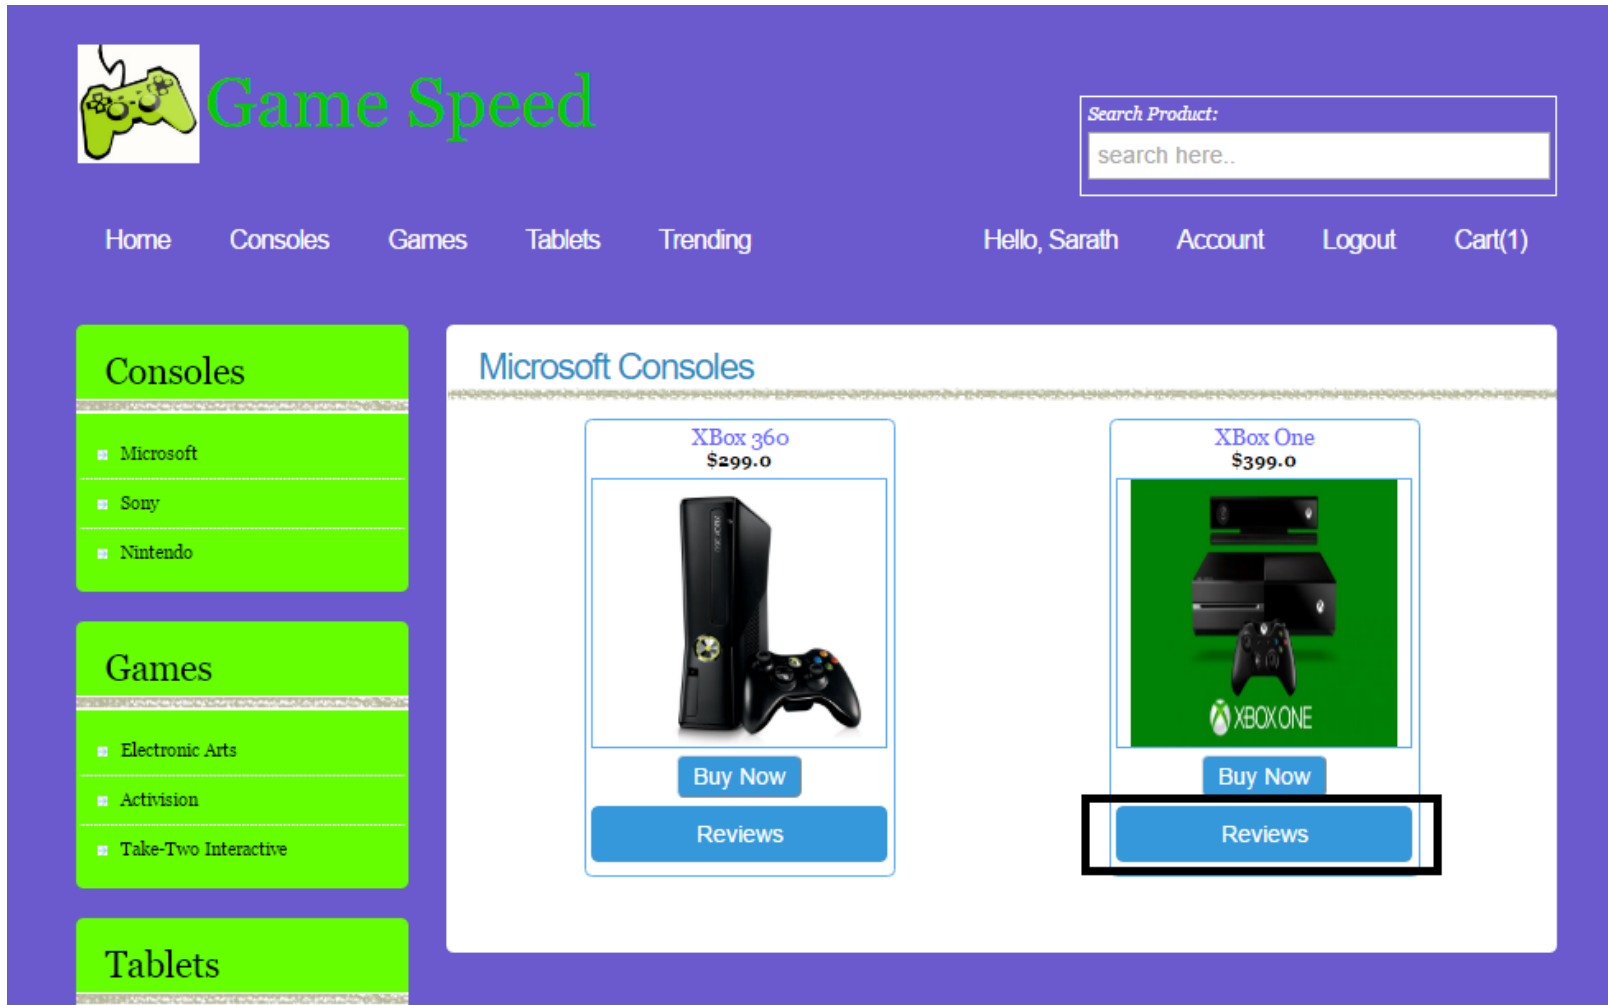 Game Speed
Search Product:
search here..
Home Consoles Games Tablets Trending Hello, Sarath Account Logout Cart(1)
Consoles
Microsoft
Sony
Nintendo
Games
Electronic Arts
Activision
Take-Two Interactive
Tablets
Microsoft Consoles
XBox 360
$299.0
Buy Now
Reviews
XBox One
$399.0
XBOX ONE
Buy Now
Reviews